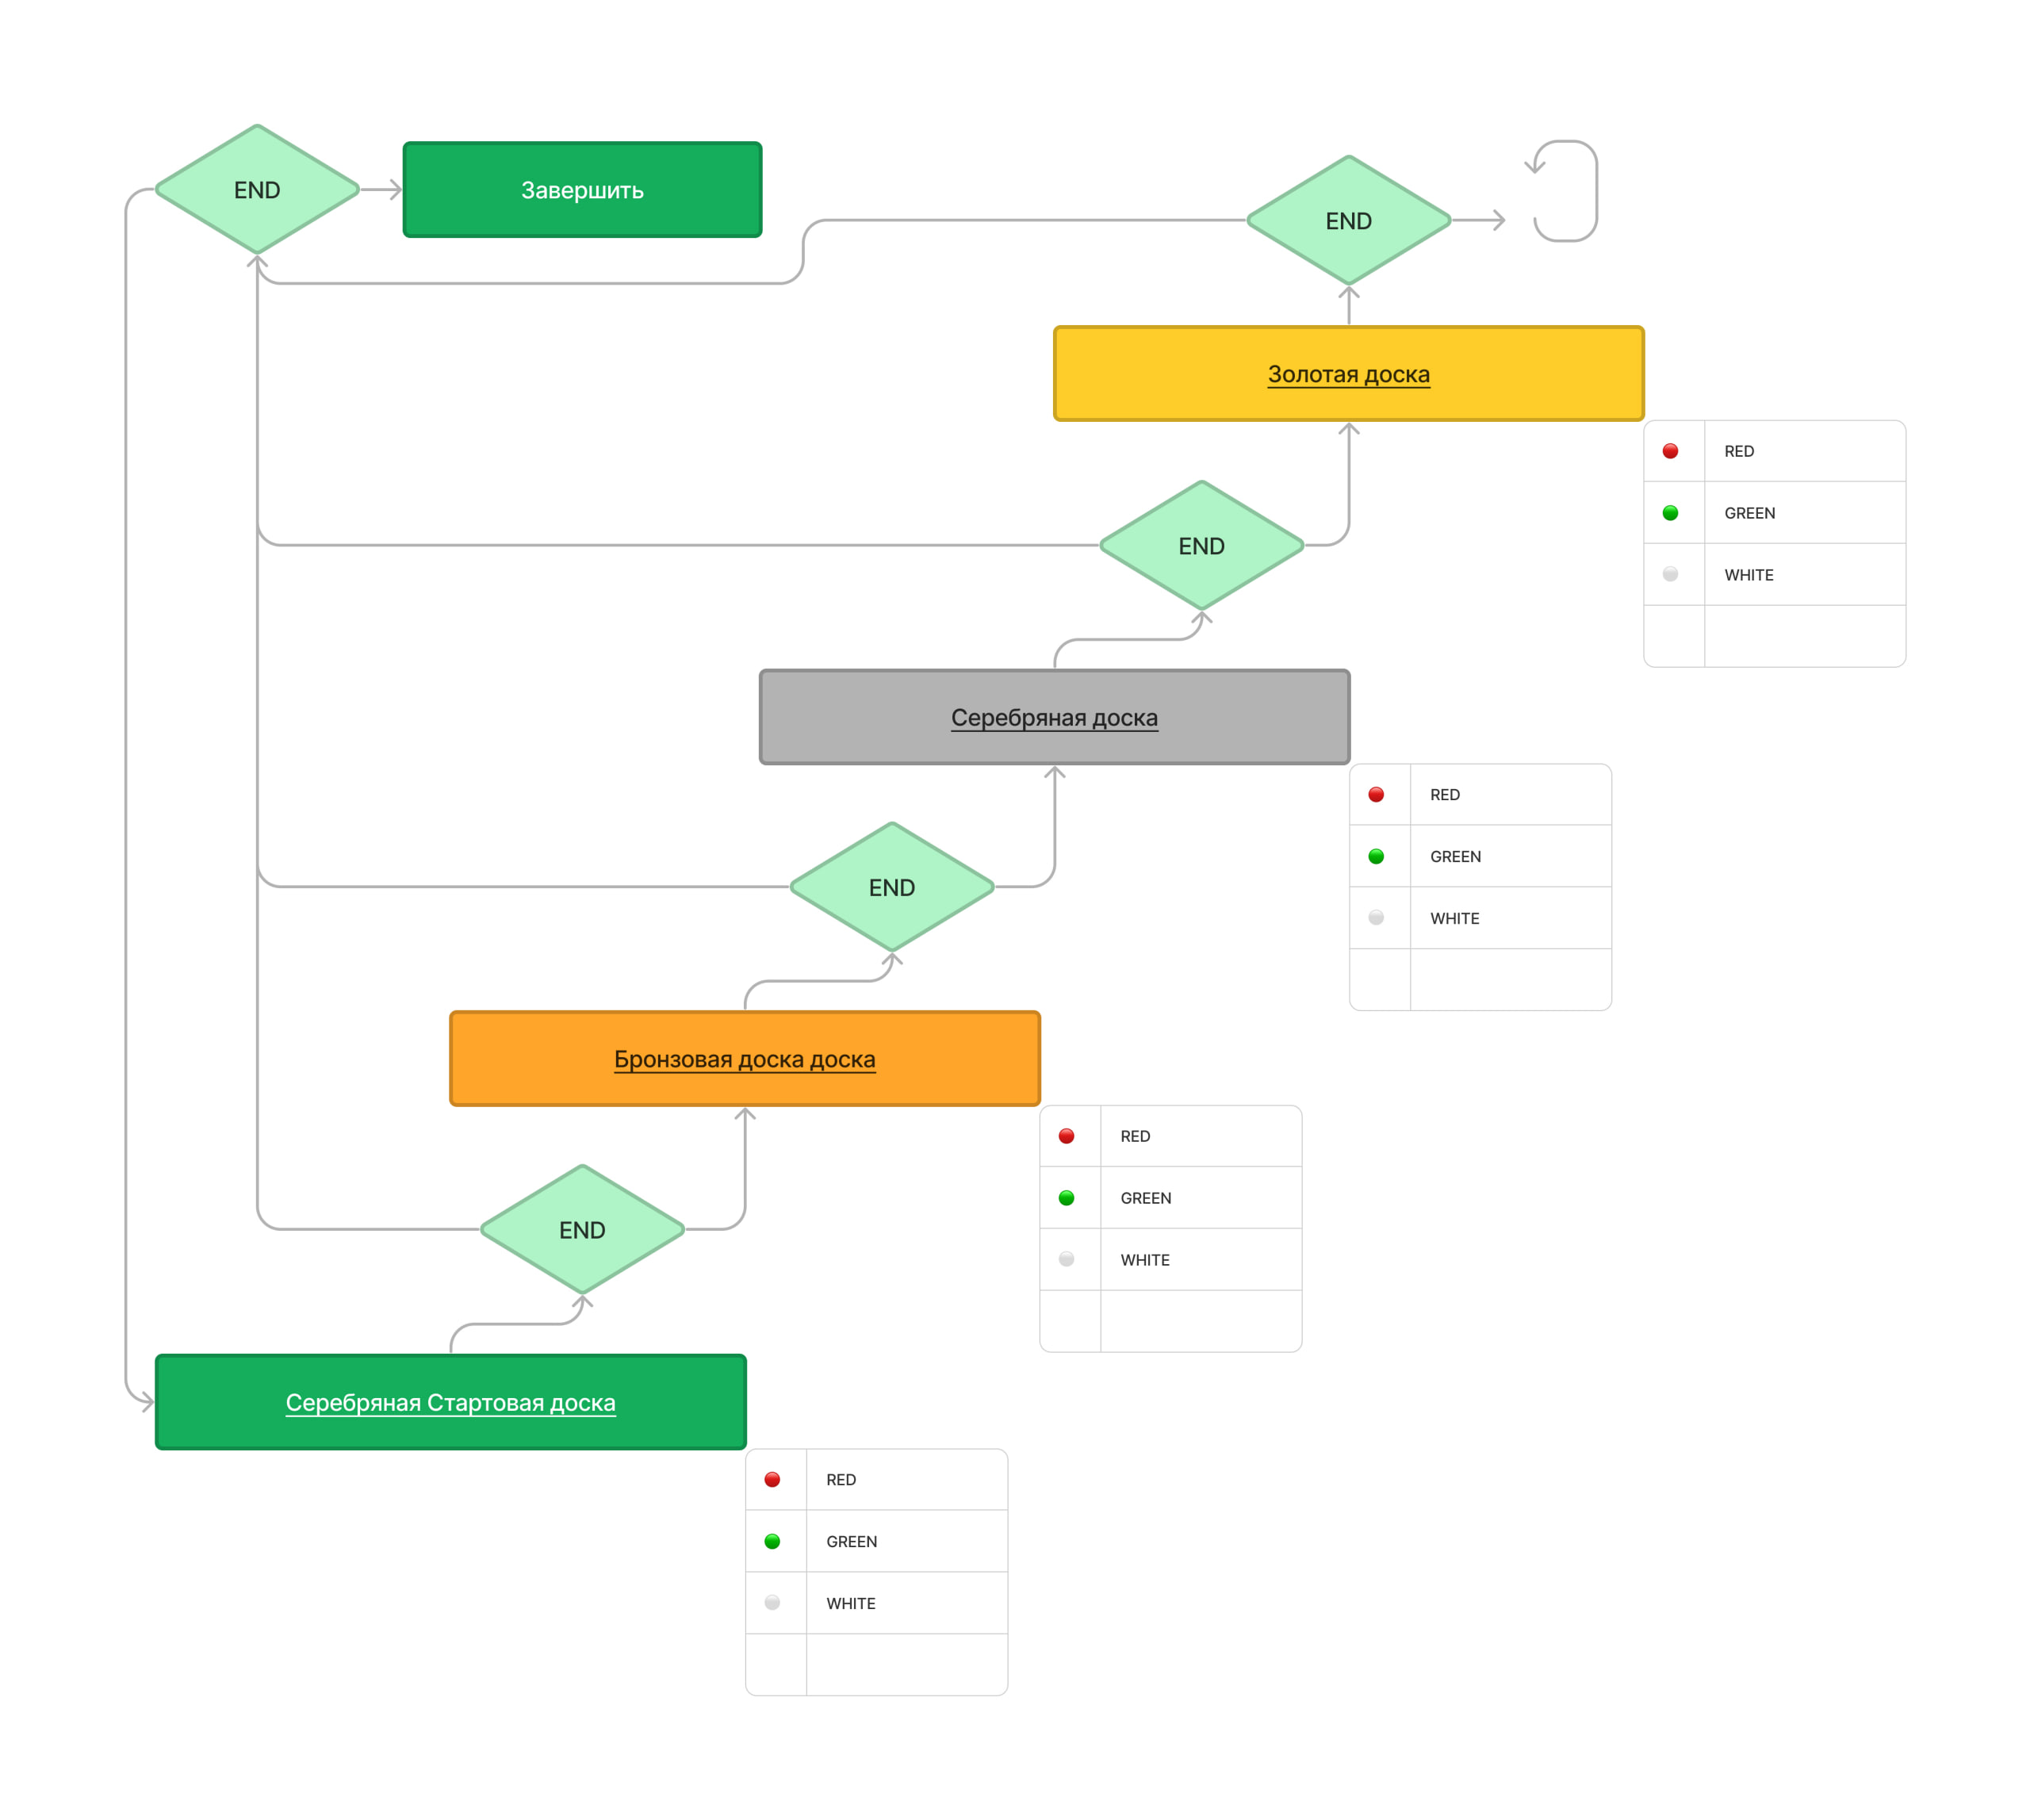 END
Завершить
END
Золотая доска
RED
GREEN
WHITE
END
Серебряная доска
RED
GREEN
WHITE
END
Бронзовая доска доска
RED
GREEN
WHITE
END
Серебряная Стартовая доска
RED
GREEN
WHITE